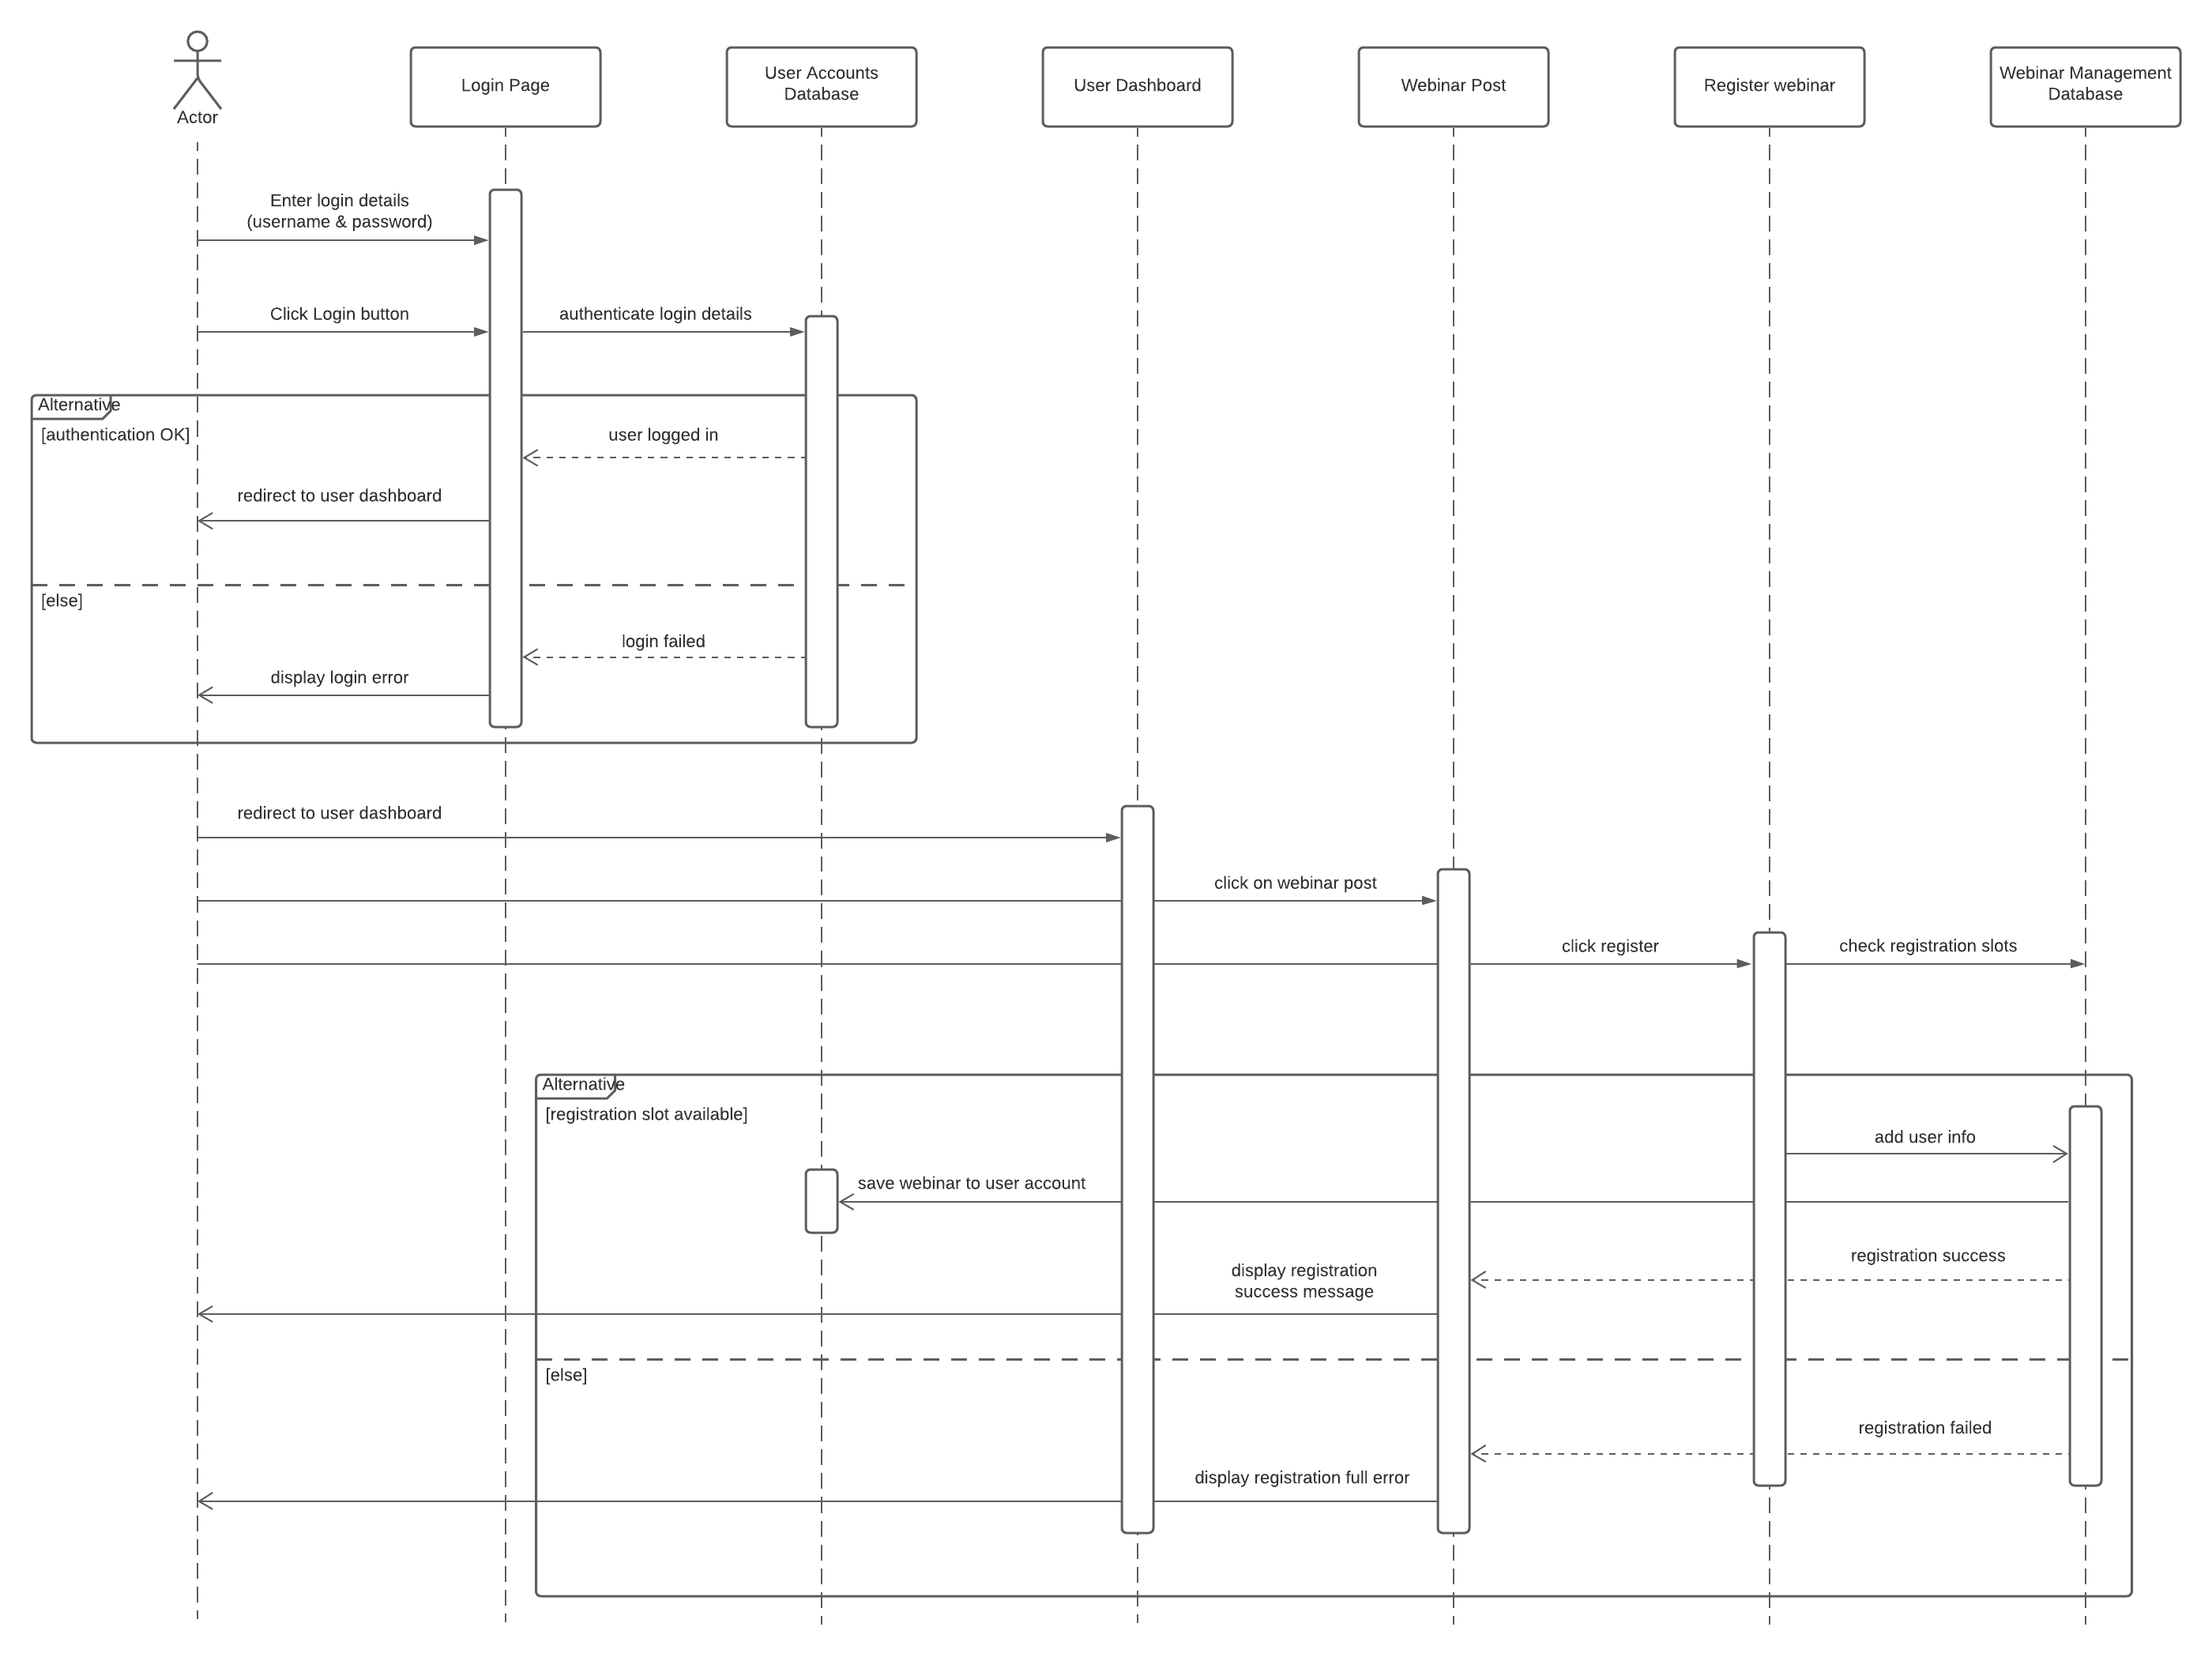 Actor
Login Page
User Accounts
Database
User Dashboard
Webinar Post
Register webinar
Webinar Management
Database
Enter login details
(username & password)
Click Login button
authenticate login details
Alternative
[authentication OK]
user logged in
redirect to user dashboard
[else]
login failed
display login error
redirect to user dashboard
click on webinar post
click register
check registration slots
Alternative
[registration slot available]
add user info
save webinar to user account
registration success
display registration
success message
[else]
registration failed
display registration full error